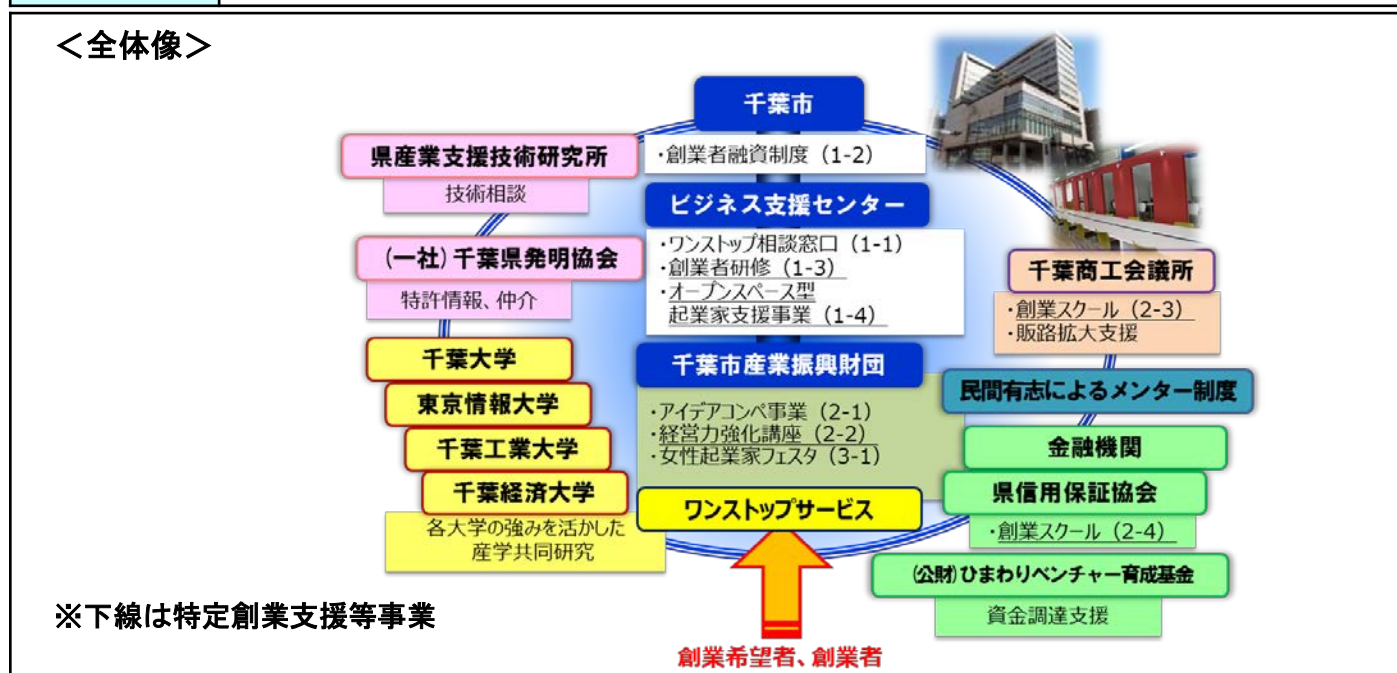 ＜全体像＞
千葉市
・創業者融資制度（1-2）
県産業支援技術研究所
技術相談
ビジネス支援センター
・ワンストップ相談窓口（1-1）
・創業者研修（1-3）
・オープンスペース型
起業家支援事業（1-4）
(一社)千葉県発明協会
特許情報、仲介
千葉商工会議所
・創業スクール（2-3）
・販路拡大支援
千葉大学
東京情報大学
千葉工業大学
千葉経済大学
各大学の強みを活かした
産学共同研究
千葉市産業振興財団
・アイデアコンペ事業（2-1）
・経営力強化講座（2-2）
・女性起業家フェスタ（3-1）
ワンストップサービス
民間有志によるメンター制度
金融機関
県信用保証協会
・創業スクール（2-4）
(公財)ひまわりベンチャー育成基金
資金調達支援
※下線は特定創業支援等事業
創業希望者、創業者